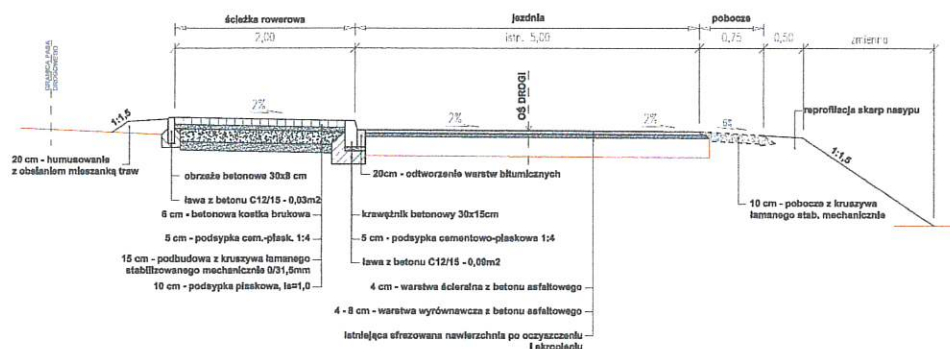 ścieżka rowerowa
jezdnia
pobocze
2,00
istn. 5,00
0,75
0,50
zmienna
GRANICA PASA
DROGOWEGO
OŚ DROGI
1:1,5
2%
2%
2%
6%
reprofilacja skarp nasypu
1:1,5
20 cm - humusowanie
z obsianiem mieszanką traw
obrzeże betonowe 30x8 cm
20cm - odtworzenie warstw bitumicznych
10 cm - pobocze z kruszywa
łamanego stab. mechanicznie
ława z betonu C12/15 - 0,03m2
6 cm - betonowa kostka brukowa
krawężnik betonowy 30x15cm
5 cm - podsypka cem.-piask. 1:4
5 cm - podsypka cementowo-piaskowa 1:4
15 cm - podbudowa z kruszywa łamanego
stabilizowanego mechanicznie 0/31,5mm
ława z betonu C12/15 - 0,09m2
10 cm - podsypka piaskowa, Is=1,0
4 cm - warstwa ścieralna z betonu asfaltowego
4 - 8 cm - warstwa wyrównawcza z betonu asfaltowego
istniejąca sfrezowana nawierzchnia po oczyszczeniu
i skropieniu